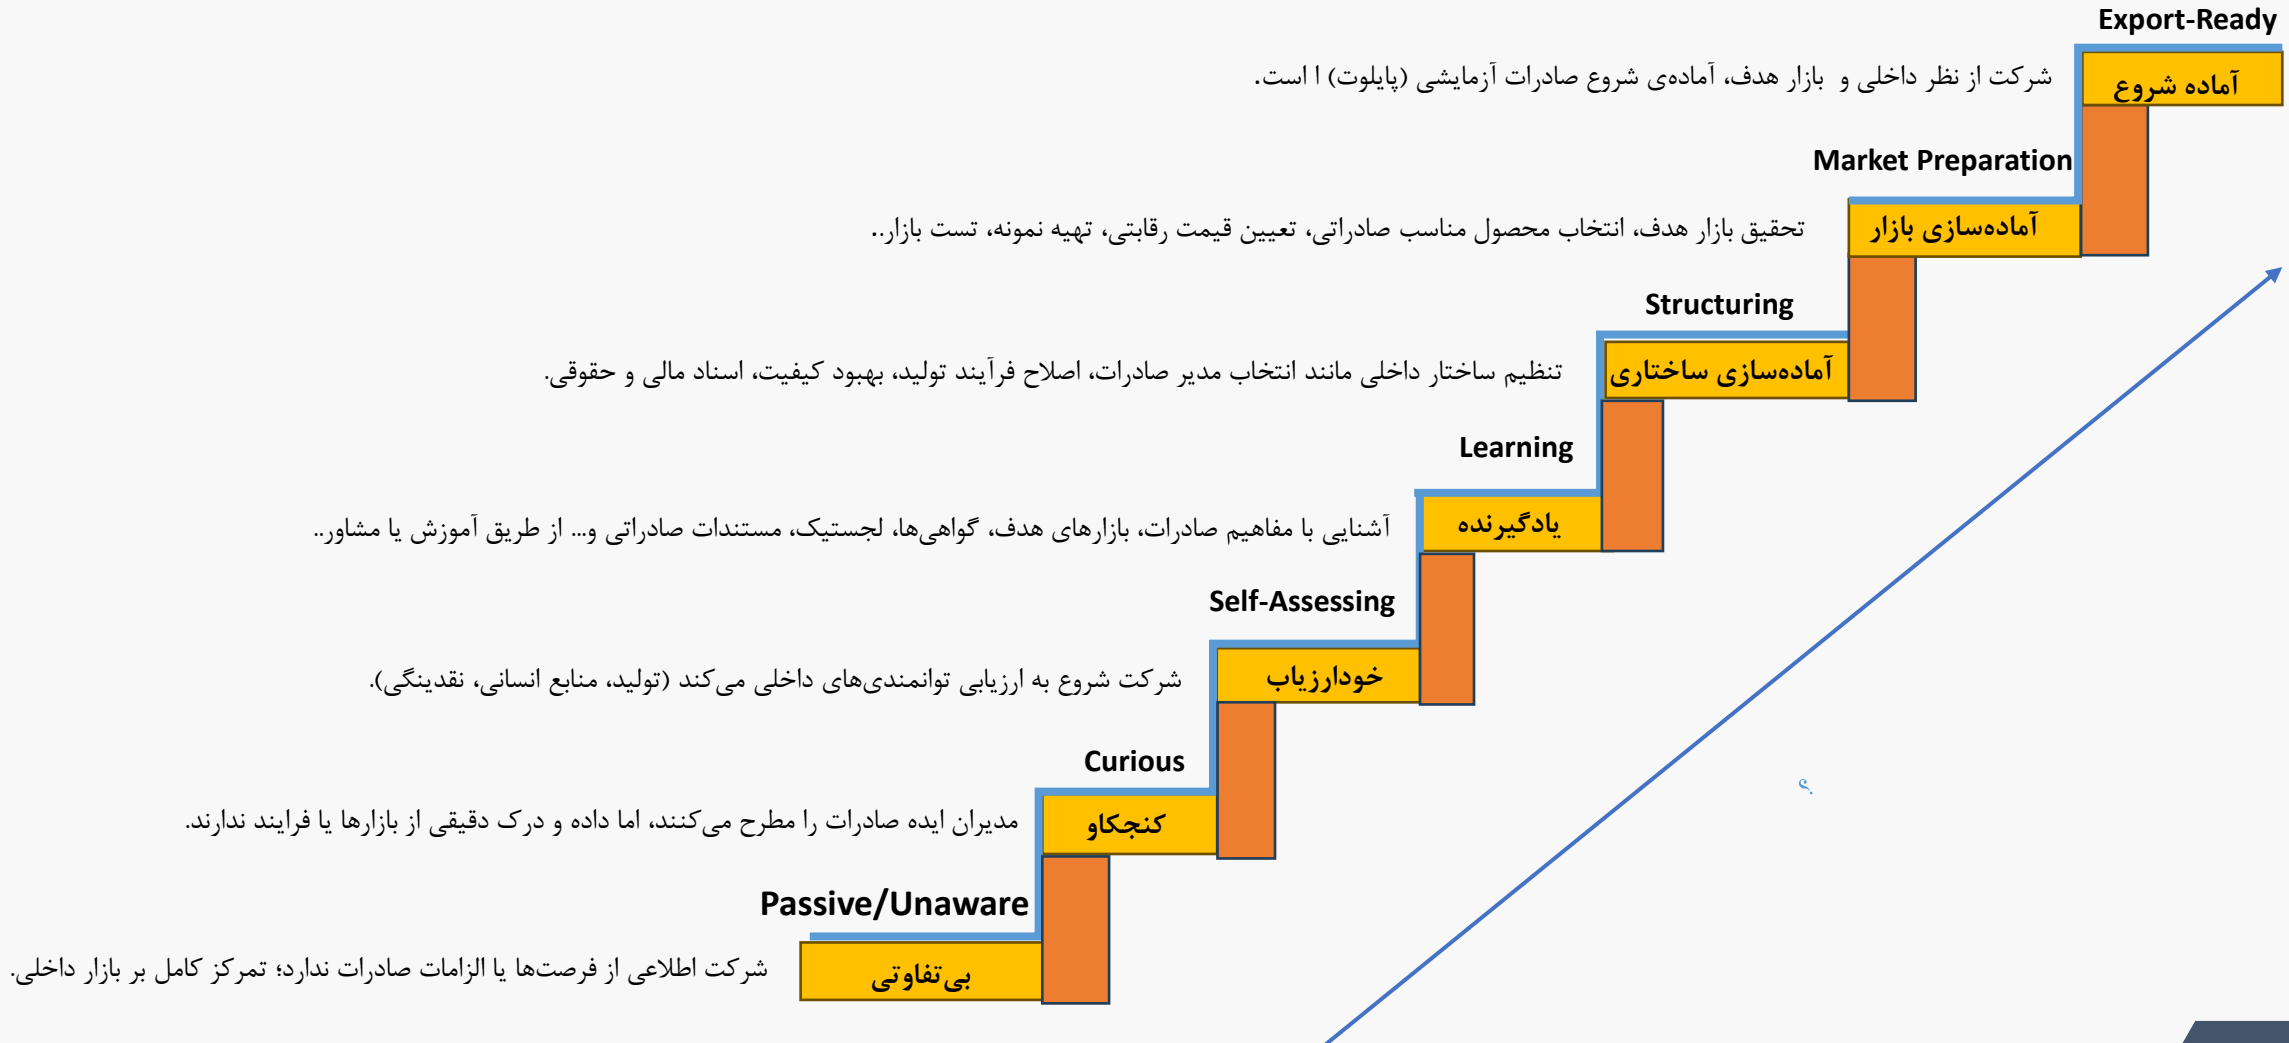 Export-Ready
آماده شروع
شرکت از نظر داخلی و بازار هدف، آماده‌ی شروع صادرات آزمایشی (پایلوت) ا است.
Market Preparation
آماده‌سازی بازار
تحقیق بازار هدف، انتخاب محصول مناسب صادراتی، تعیین قیمت رقابتی، تهیه نمونه، تست بازار..
Structuring
آماده‌سازی ساختاری
تنظیم ساختار داخلی مانند انتخاب مدیر صادرات، اصلاح فرآیند تولید، بهبود کیفیت، اسناد مالی و حقوقی.
Learning
یادگیرنده
آشنایی با مفاهیم صادرات، بازارهای هدف، گواهی‌ها، لجستیک، مستندات صادراتی و... از طریق آموزش یا مشاور..
Self-Assessing
خودارزیاب
شرکت شروع به ارزیابی توانمندی‌های داخلی می‌کند (تولید، منابع انسانی، نقدینگی).
Curious
کنجکاو
مدیران ایده صادرات را مطرح می‌کنند، اما داده و درک دقیقی از بازارها یا فرایند ندارند.
؟
Passive/Unaware
بی‌تفاوتی
شرکت اطلاعی از فرصت‌ها یا الزامات صادرات ندارد؛ تمرکز کامل بر بازار داخلی.